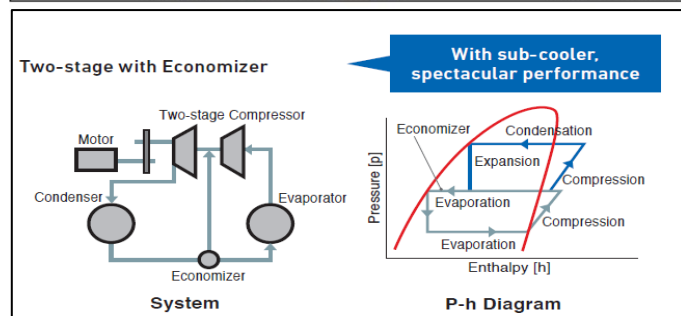 Two-stage with Economizer
With sub-cooler,
spectacular performance
Two-stage Compressor
Motor
Condenser
Evaporator
Economizer
System
Economizer
Condensation
Expansion
Compression
Evaporation
Compression
Evaporation
Pressure [p]
Enthalpy [h]
P-h Diagram